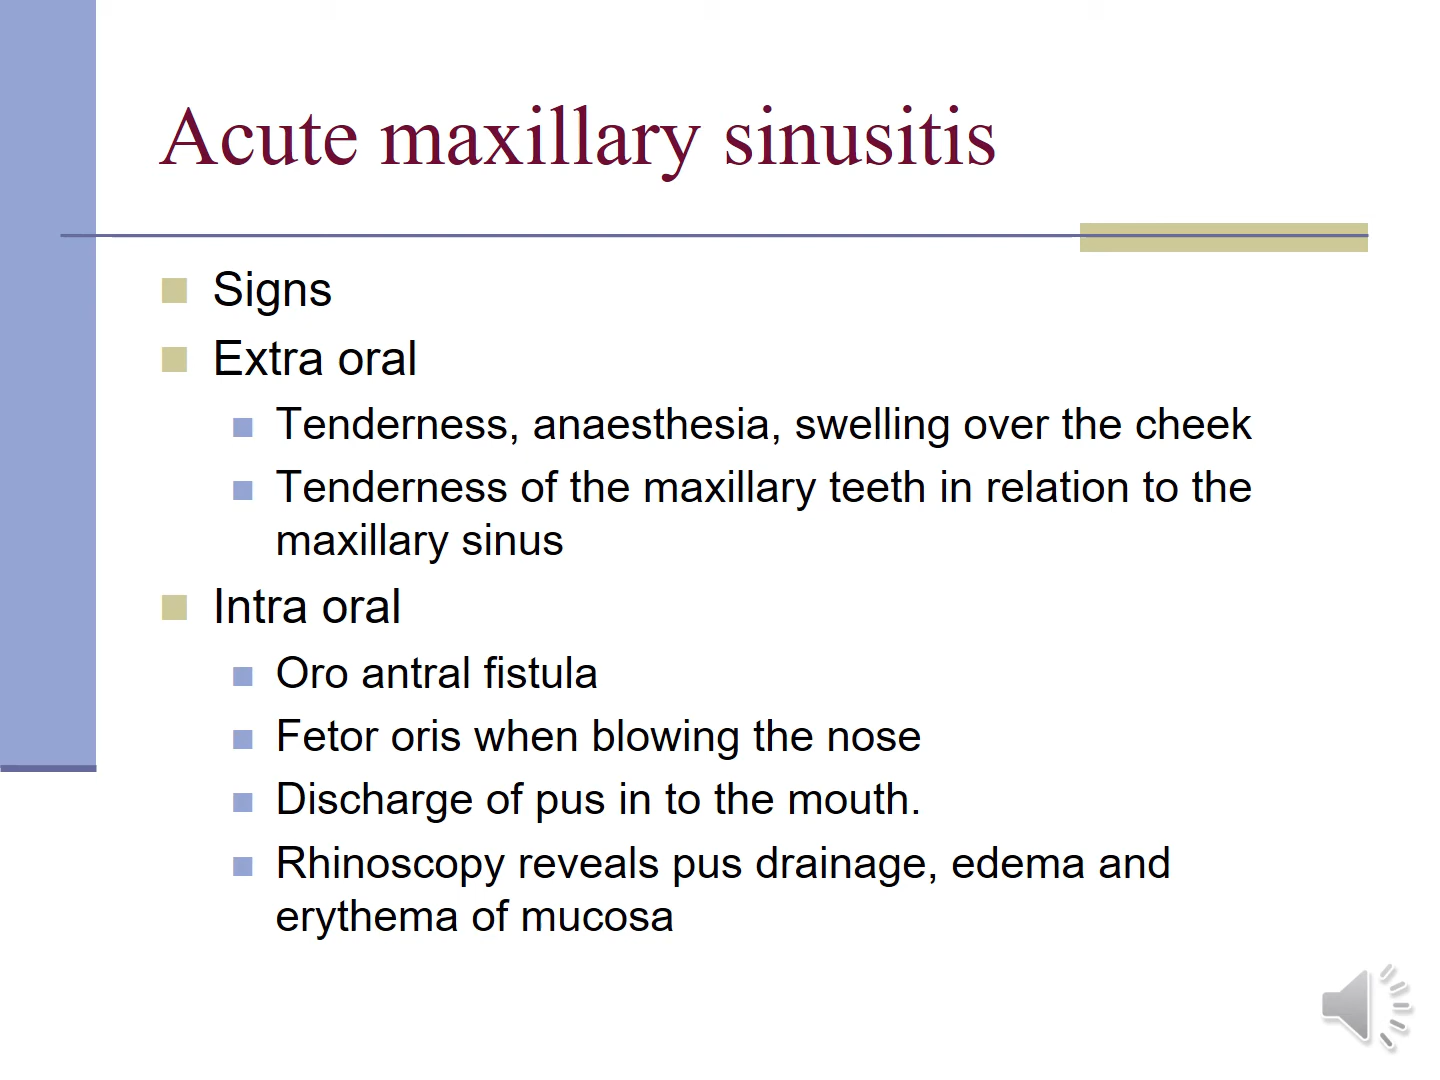 Acute maxillary sinusitis
Signs
Extra oral
Tenderness, anaesthesia, swelling over the cheek
Tenderness of the maxillary teeth in relation to the
maxillary sinus
Intra oral
Oro antral fistula
Fetor oris when blowing the nose
Discharge of pus in to the mouth.
Rhinoscopy reveals pus drainage, edema and
erythema of mucosa